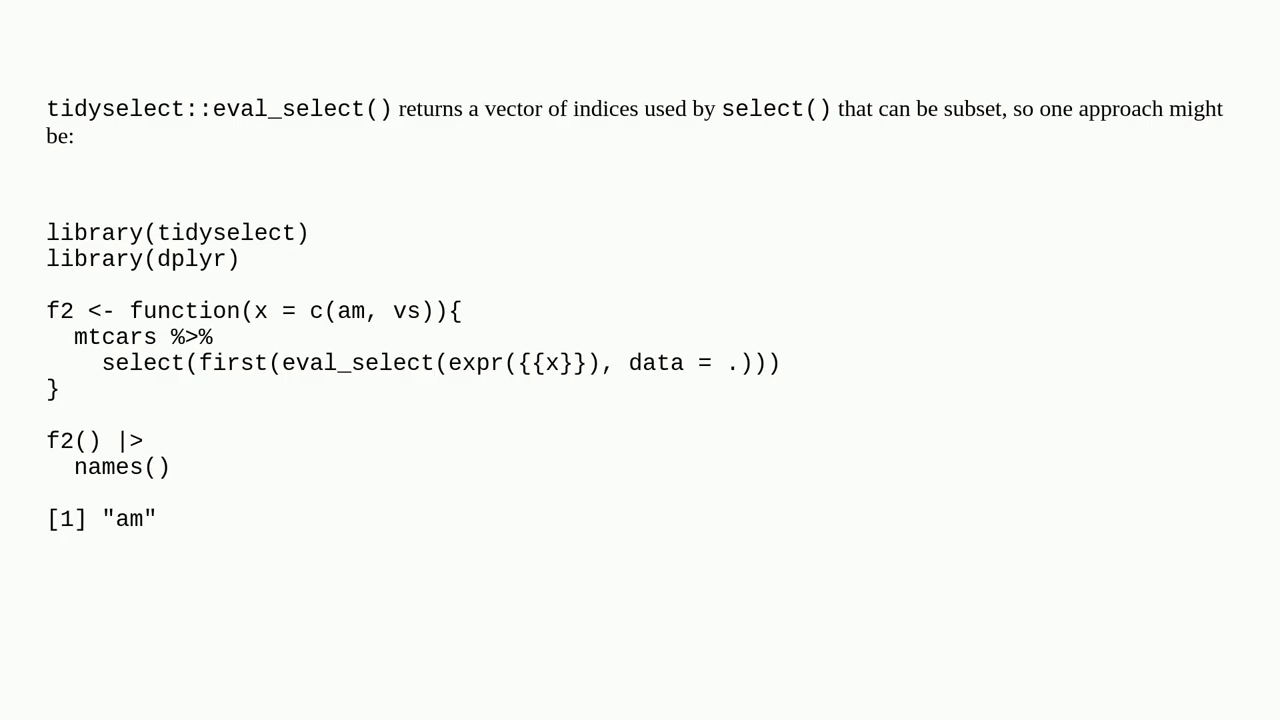 tidyselect::eval_select() returns a vector of indices used by select() that can be subset, so one approach might
be:
library(tidyselect)
library(dplyr)
f2 <- function(x = c(am, vs)){
  mtcars %>%
    select(first(eval_select(expr({{x}}), data = .)))
}
f2() |>
  names()
[1] "am"